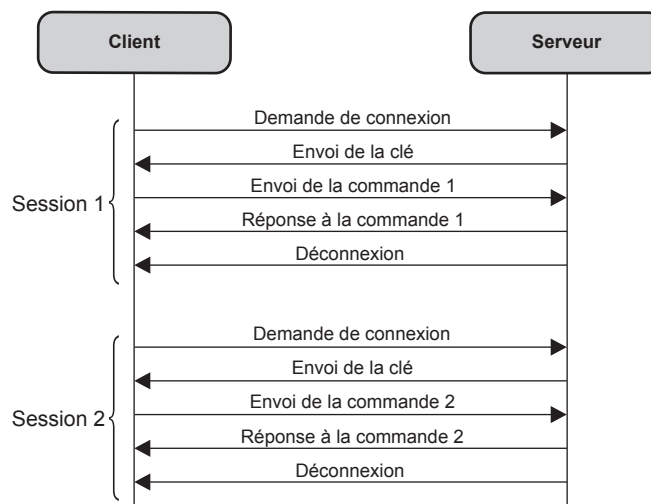 Client
Serveur
Demande de connexion
Envoi de la clé
Envoi de la commande 1
Session 1
Réponse à la commande 1
Déconnexion
Demande de connexion
Envoi de la clé
Envoi de la commande 2
Session 2
Réponse à la commande 2
Déconnexion